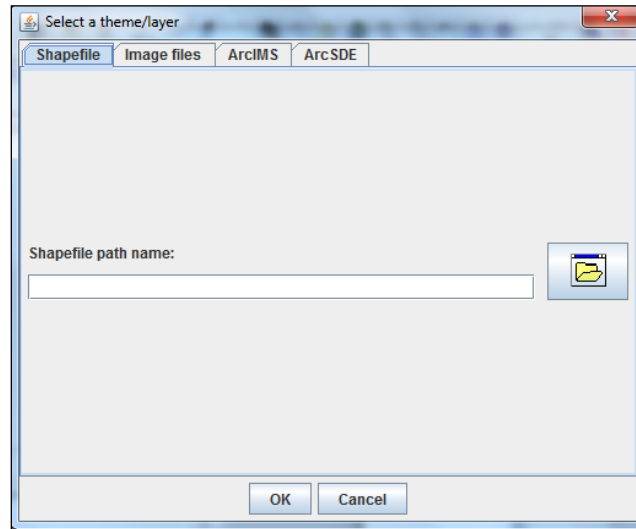 Select a theme/layer
Shapefile Image files ArcIMS ArcSDE
Shapefile path name:
OK Cancel